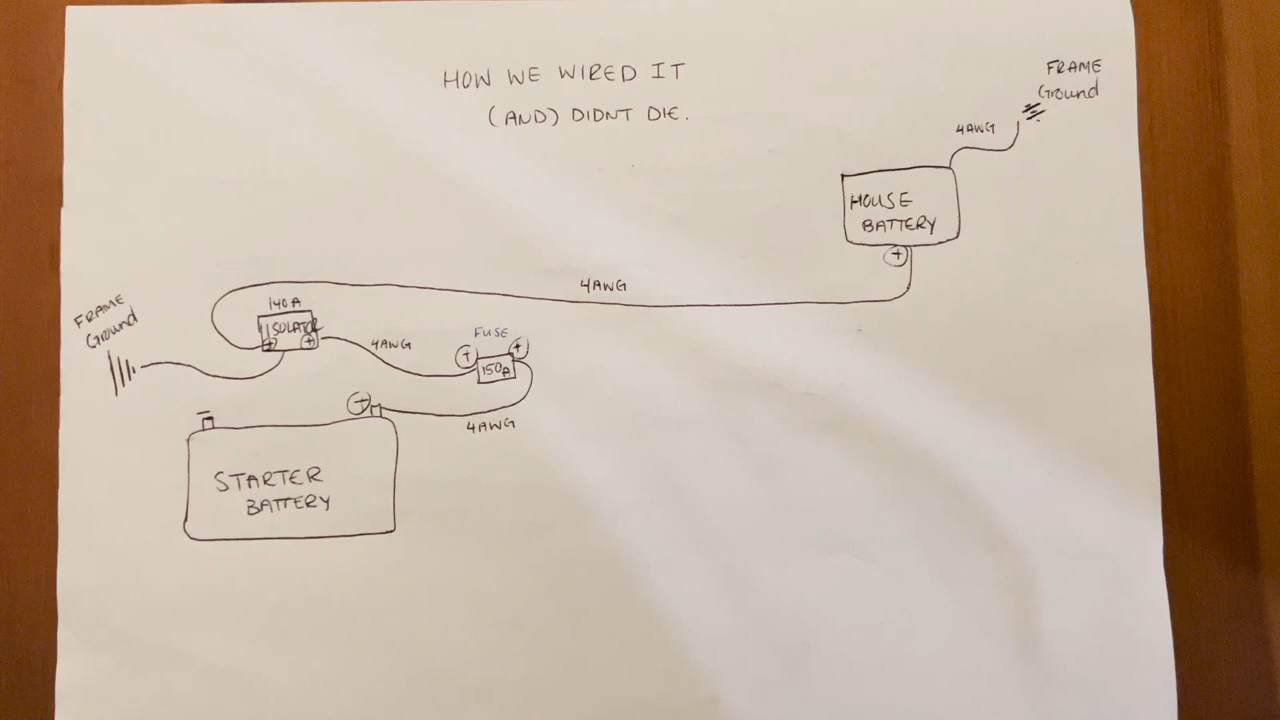 HOW WE WIRED IT
(AND) DIDNT DIE.
FRAME
Ground
4AWG
HOUSE
BATTERY
+
4AWG
FRAME
Ground
140A
ISOLATOR
+ +
4AWG
FUSE
+ +
150A
+
4AWG
STARTER
BATTERY